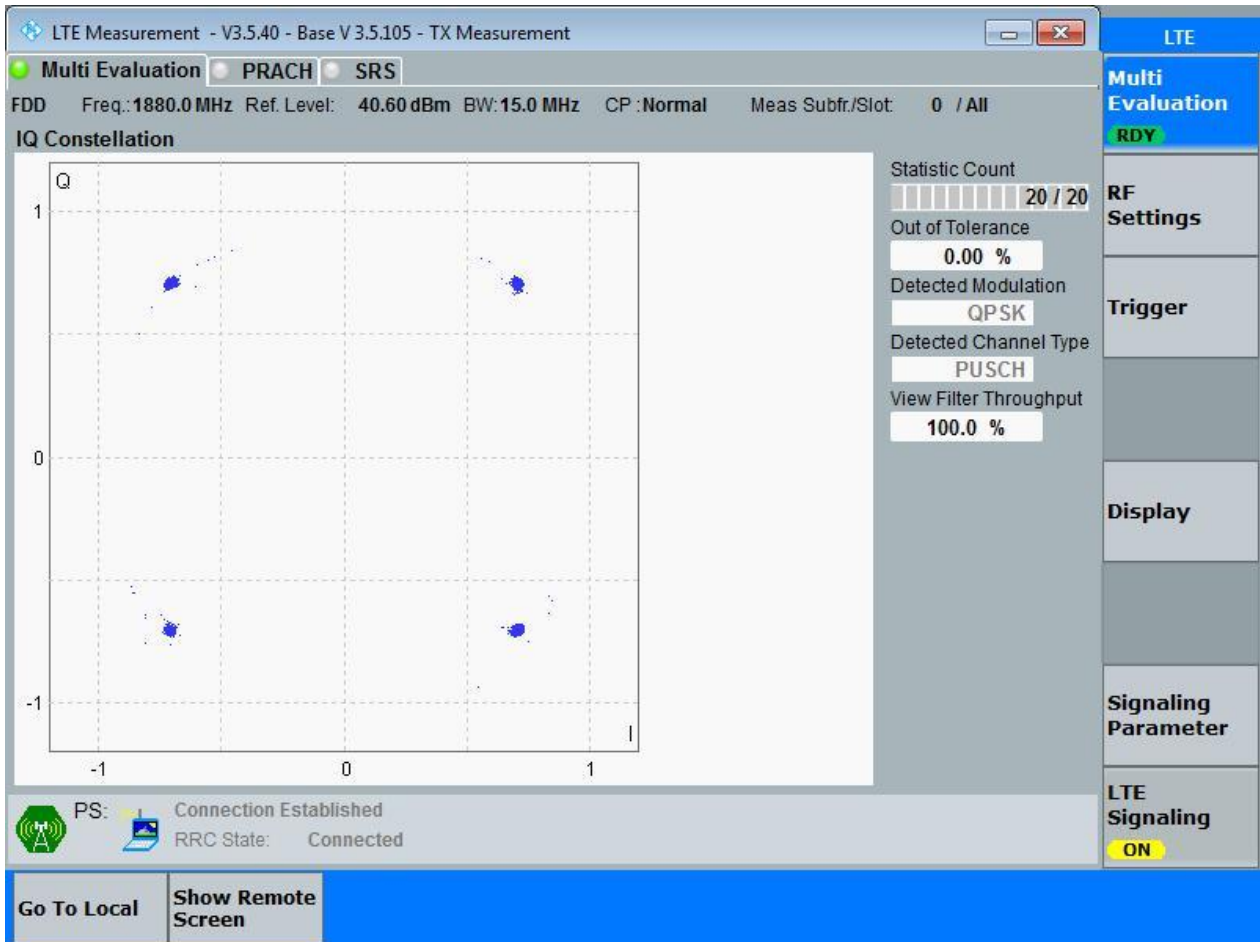 LTE Measurement - V3.5.40 - Base V 3.5.105 - TX Measurement
LTE
Multi Evaluation PRACH SRS
Multi
Evaluation
RDY
FDD Freq.:1880.0 MHz Ref. Level: 40.60 dBm BW:15.0 MHz CP :Normal Meas Subfr./Slot: 0 / All
IQ Constellation
Q
1
0
-1
I
-1 0 1
Statistic Count
20 / 20
Out of Tolerance
0.00 %
Detected Modulation
QPSK
Detected Channel Type
PUSCH
View Filter Throughput
100.0 %
RF
Settings
Trigger
Display
Signaling
Parameter
LTE
Signaling
ON
PS: Connection Established
RRC State: Connected
Go To Local
Show Remote
Screen